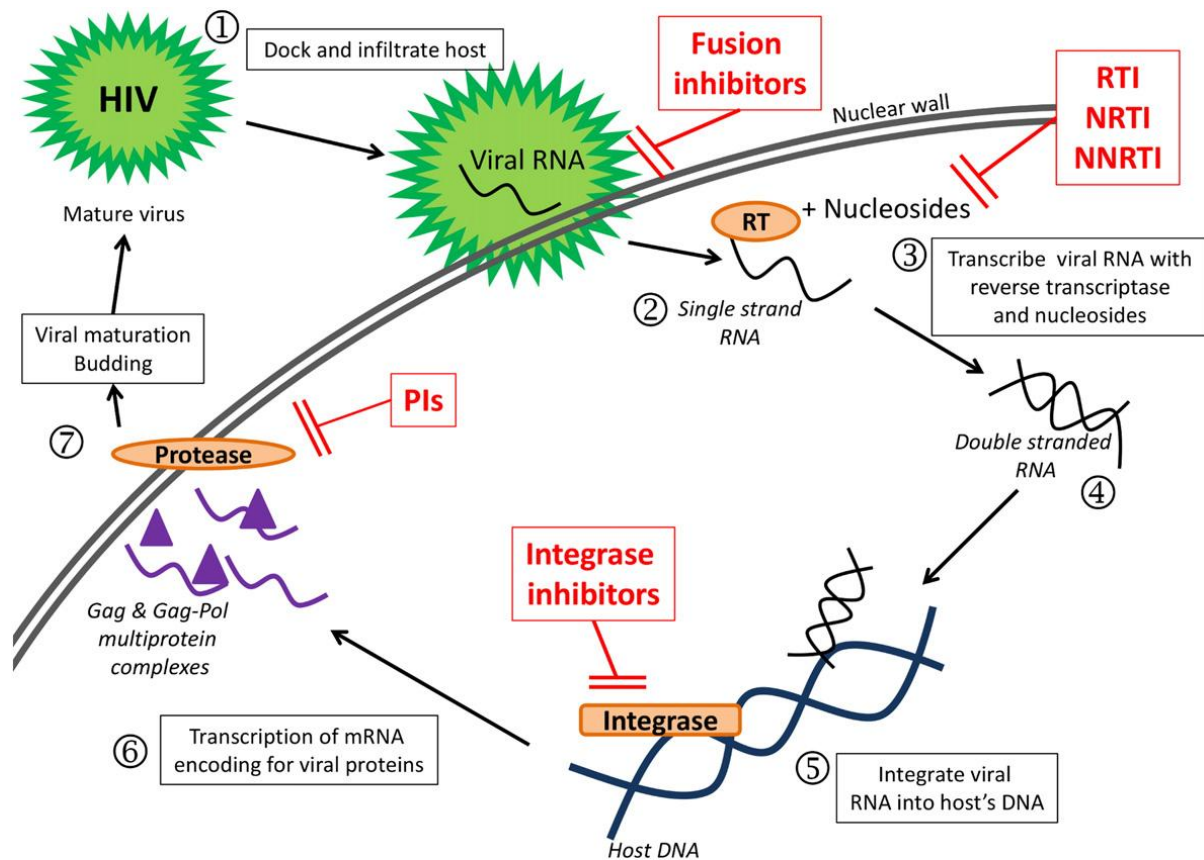 ①
Dock and infiltrate host
HIV
Mature virus
Viral RNA
Fusion
inhibitors
Nuclear wall
RTI
NRTI
NNRTI
RT
+ Nucleosides
②
Single strand
RNA
③
Transcribe viral RNA with
reverse transcriptase
and nucleosides
Double stranded
RNA
④
Integrase
inhibitors
Integrase
Host DNA
⑤
Integrate viral
RNA into host's DNA
⑥
Transcription of mRNA
encoding for viral proteins
Gag & Gag-Pol
multiprotein
complexes
PIs
Protease
⑦
Viral maturation
Budding